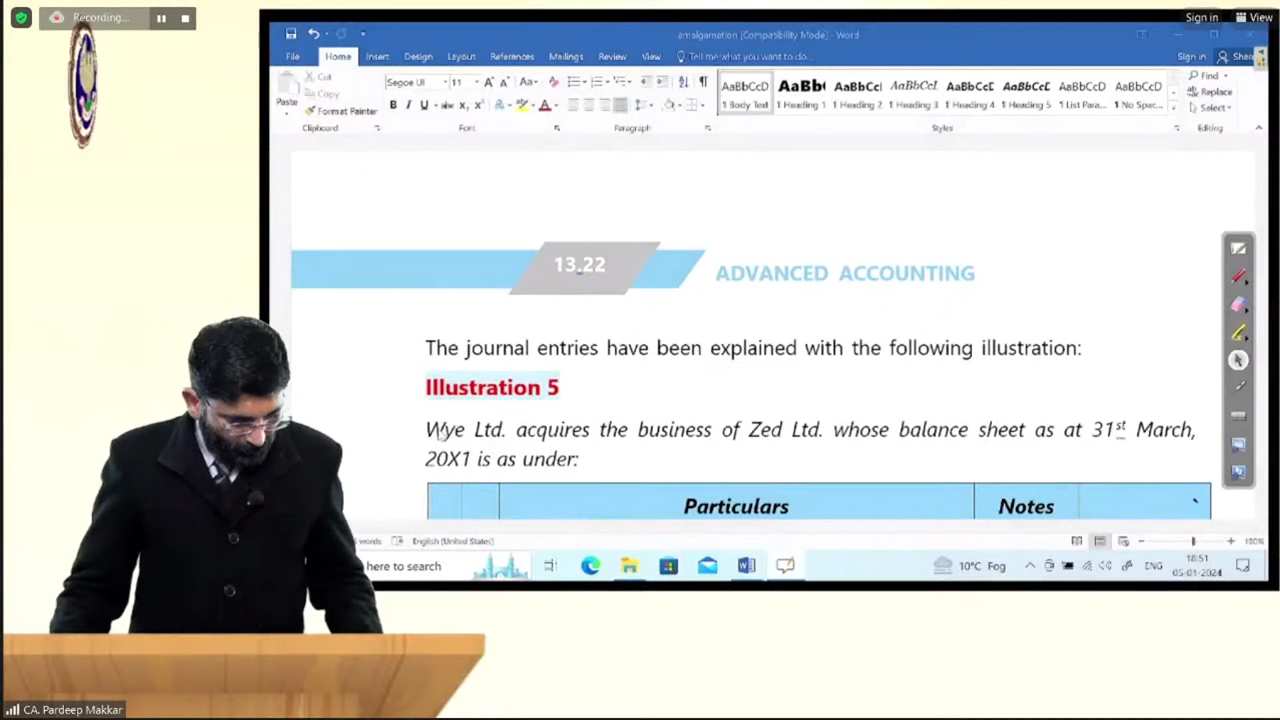 Recording...
Sign in
View
amalgamation [Compatibility Mode] - Word
File
Home
Insert
Design
Layout
References
Mailings
Review
View
Tell me what you want to do...
Sign in
Share
Cut
Copy
Format Painter
Paste
Segoe UI
11
AaBbCcD
AaBb(
AaBbCcl
AaBbCcL
AaBbCcD
AaBbCcD
AaBbCcD
AaBbCcD
1 Body Text
1 Heading 1
1 Heading 2
1 Heading 3
1 Heading 4
1 Heading 5
1 List Para...
1 No Spac...
Find
Replace
Select
Clipboard
Font
Paragraph
Styles
Editing
13.22
ADVANCED ACCOUNTING
The journal entries have been explained with the following illustration:
Illustration 5
Wye Ltd. acquires the business of Zed Ltd. whose balance sheet as at 31st March,
20X1 is as under:
Particulars
Notes
words
English (United States)
180%
here to search
10°C Fog
ENG
18:51
05-01-2024
CA. Pardeep Makkar